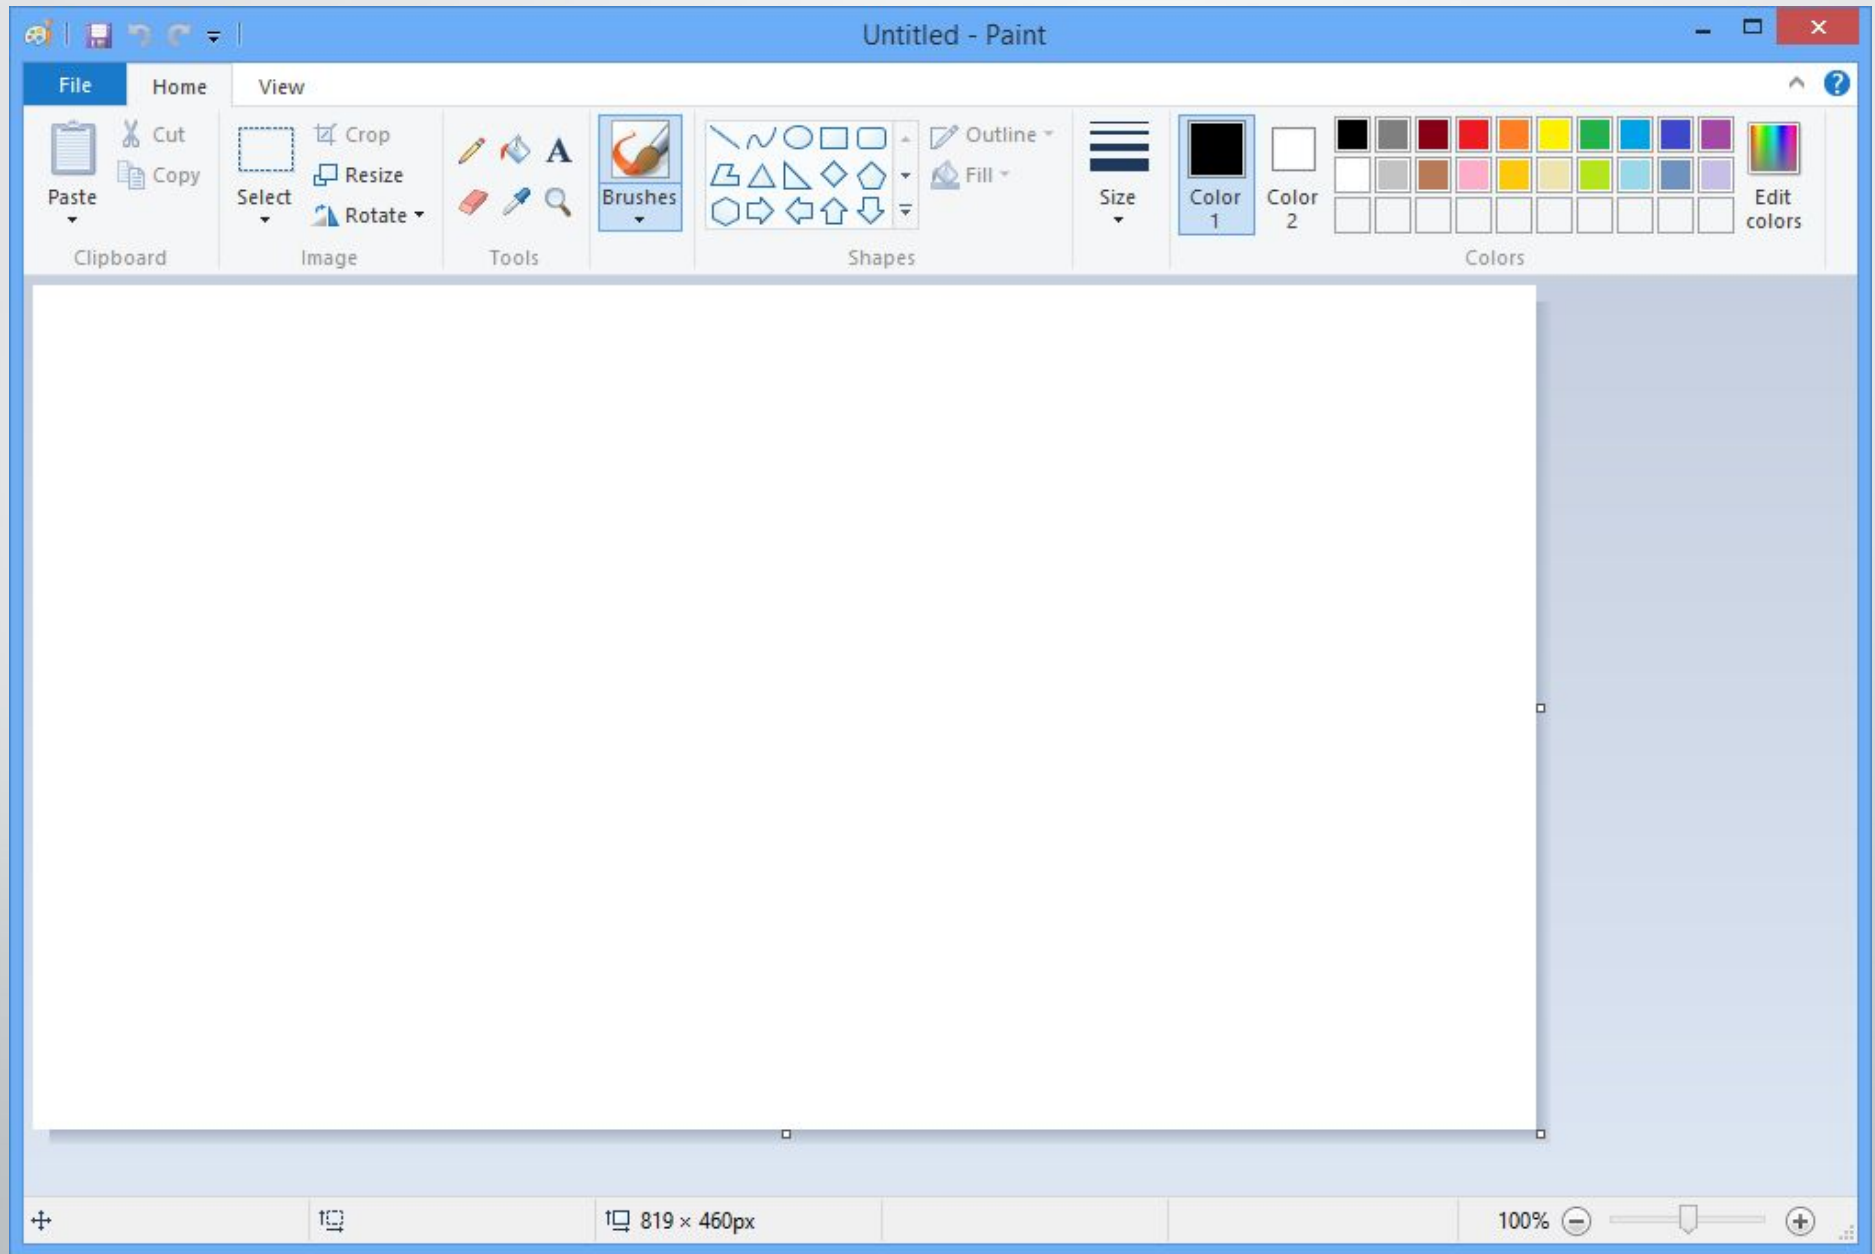 Untitled - Paint
File Home View
Paste
Cut
Copy
Clipboard
Select
Crop
Resize
Rotate
Image
A
Tools
Brushes
Outline
Fill
Shapes
Size
Color 1
Color 2
Edit colors
Colors
819 × 460px
100%